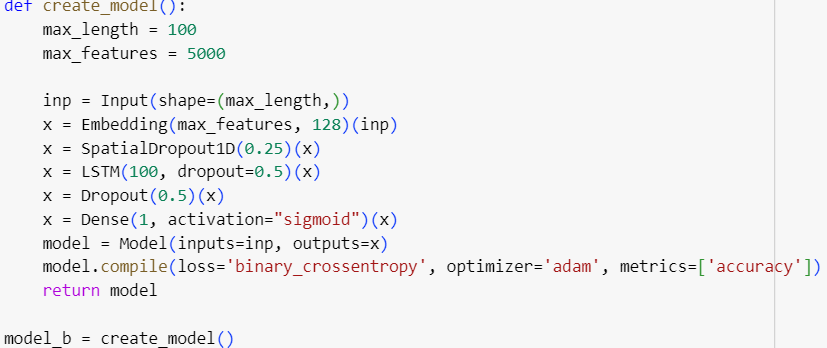 def create_model():
    max_length = 100
    max_features = 5000

    inp = Input(shape=(max_length,))
    x = Embedding(max_features, 128)(inp)
    x = SpatialDropout1D(0.25)(x)
    x = LSTM(100, dropout=0.5)(x)
    x = Dropout(0.5)(x)
    x = Dense(1, activation="sigmoid")(x)
    model = Model(inputs=inp, outputs=x)
    model.compile(loss='binary_crossentropy', optimizer='adam', metrics=['accuracy'])
    return model

model_b = create_model()